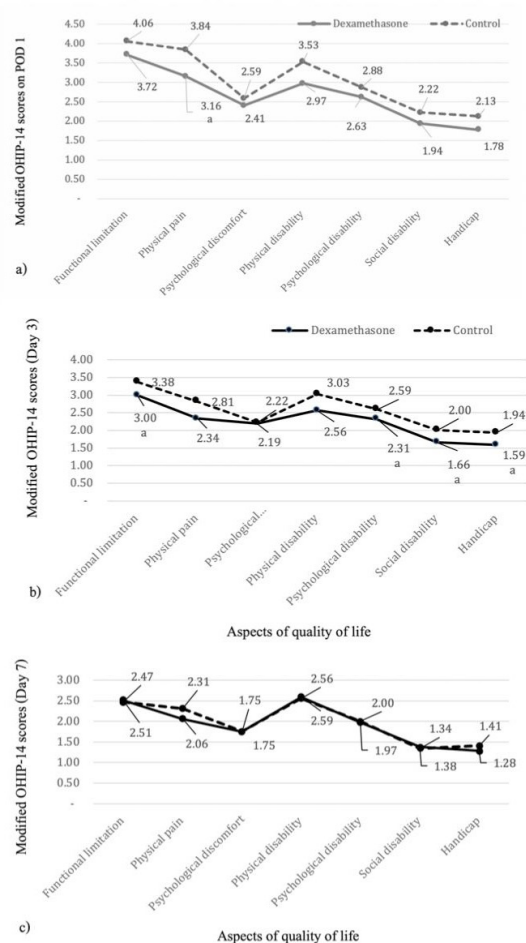 Dexamethasone Control
Modified OHIP-14 scores on POD 1
4.50
4.00
3.50
3.00
2.50
2.00
1.50
1.00
0.50
-
4.06 3.84 2.59 3.53 2.88 2.22 2.13
3.72 3.16 2.41 2.97 2.63 1.94 1.78
a
Functional limitation
Physical pain
Psychological discomfort
Physical disability
Psychological disability
Social disability
Handicap
a)
Dexamethasone Control
Modified OHIP-14 scores (Day 3)
4.00
3.50
3.00
2.50
2.00
1.50
1.00
0.50
-
3.38 2.81 2.22 3.03 2.59 2.00 1.94
3.00 2.34 2.19 2.56 2.31 1.66 1.59
a a a a
Functional limitation
Physical pain
Psychological...
Physical disability
Psychological disability
Social disability
Handicap
b)
Aspects of quality of life
Modified OHIP-14 scores (Day 7)
3.00
2.50
2.00
1.50
1.00
0.50
-
2.47 2.31 1.75 2.56 2.00 1.34 1.41
2.51 2.06 1.75 2.59 1.97 1.38 1.28
Functional limitation
Physical pain
Psychological discomfort
Physical disability
Psychological disability
Social disability
Handicap
c)
Aspects of quality of life